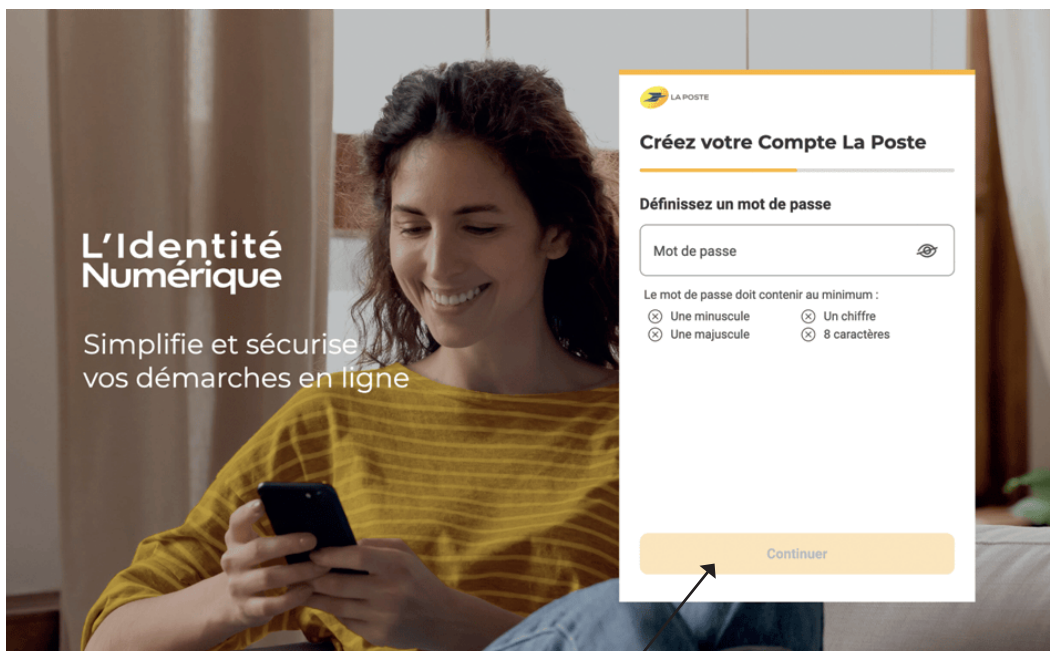 L'Identité
Numérique
Simplifie et sécurise
vos démarches en ligne
LA POSTE
Créez votre Compte La Poste
Définissez un mot de passe
Mot de passe
Le mot de passe doit contenir au minimum :
Une minuscule
Un chiffre
Une majuscule
8 caractères
Continuer